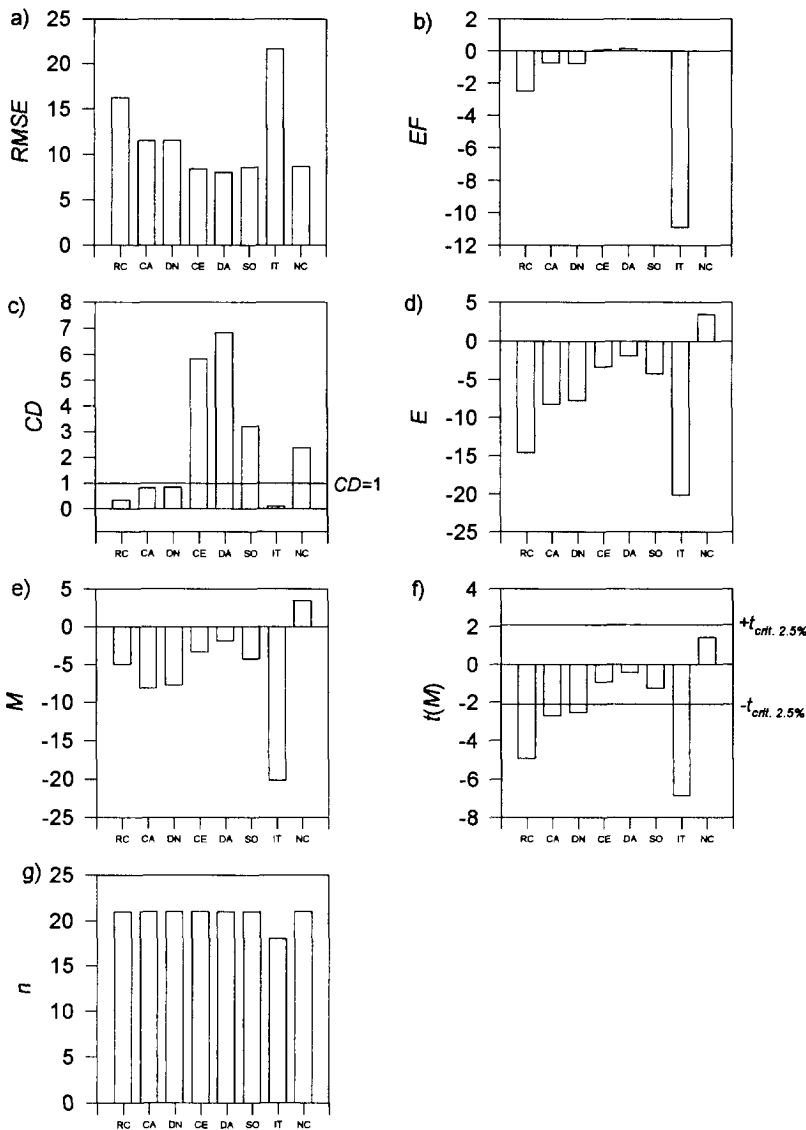 a)
RMSE
25
20
15
10
5
0
RC CA DN CE DA SO IT NC
b)
EF
2
0
-2
-4
-6
-8
-10
-12
RC CA DN CE DA SO IT NC
c)
CD
8
7
6
5
4
3
2
1
0
CD=1
RC CA DN CE DA SO IT NC
d)
E
5
0
-5
-10
-15
-20
-25
RC CA DN CE DA SO IT NC
e)
M
5
0
-5
-10
-15
-20
-25
RC CA DN CE DA SO IT NC
f)
t(M)
4
2
0
-2
-4
-6
-8
+tcrit. 2.5%
-tcrit. 2.5%
RC CA DN CE DA SO IT NC
g)
n
25
20
15
10
5
0
RC CA DN CE DA SO IT NC